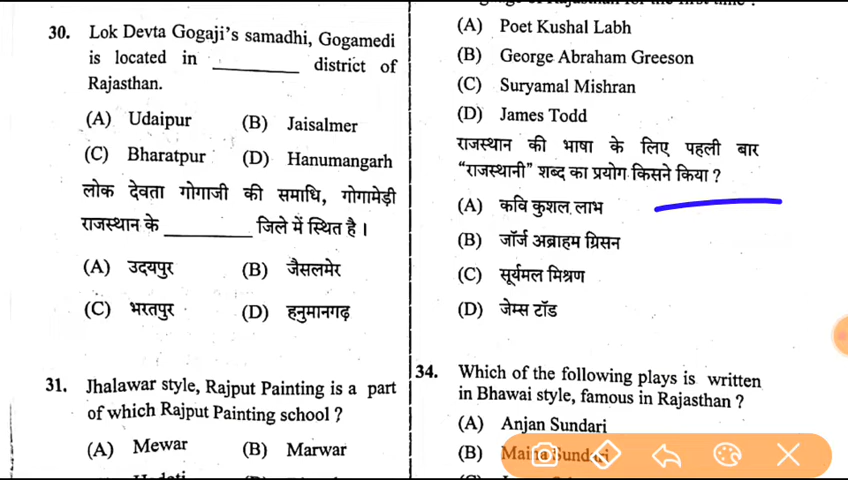 30. Lok Devta Gogaji's samadhi, Gogamedi
is located in ________ district of
Rajasthan.
(A) Udaipur (B) Jaisalmer
(C) Bharatpur (D) Hanumangarh
लोक देवता गोगाजी की समाधि, गोगामेड़ी
राजस्थान के ________ जिले में स्थित है।
(A) उदयपुर (B) जैसलमेर
(C) भरतपुर (D) हनुमानगढ़
31. Jhalawar style, Rajput Painting is a part
of which Rajput Painting school ?
(A) Mewar (B) Marwar
(A) Poet Kushal Labh
(B) George Abraham Greeson
(C) Suryamal Mishran
(D) James Todd
राजस्थान की भाषा के लिए पहली बार
"राजस्थानी" शब्द का प्रयोग किसने किया ?
(A) कवि कुशल लाभ
(B) जॉर्ज अब्राहम ग्रिसन
(C) सूर्यमल मिश्रण
(D) जेम्स टॉड
34. Which of the following plays is written
in Bhawai style, famous in Rajasthan ?
(A) Anjan Sundari
(B)